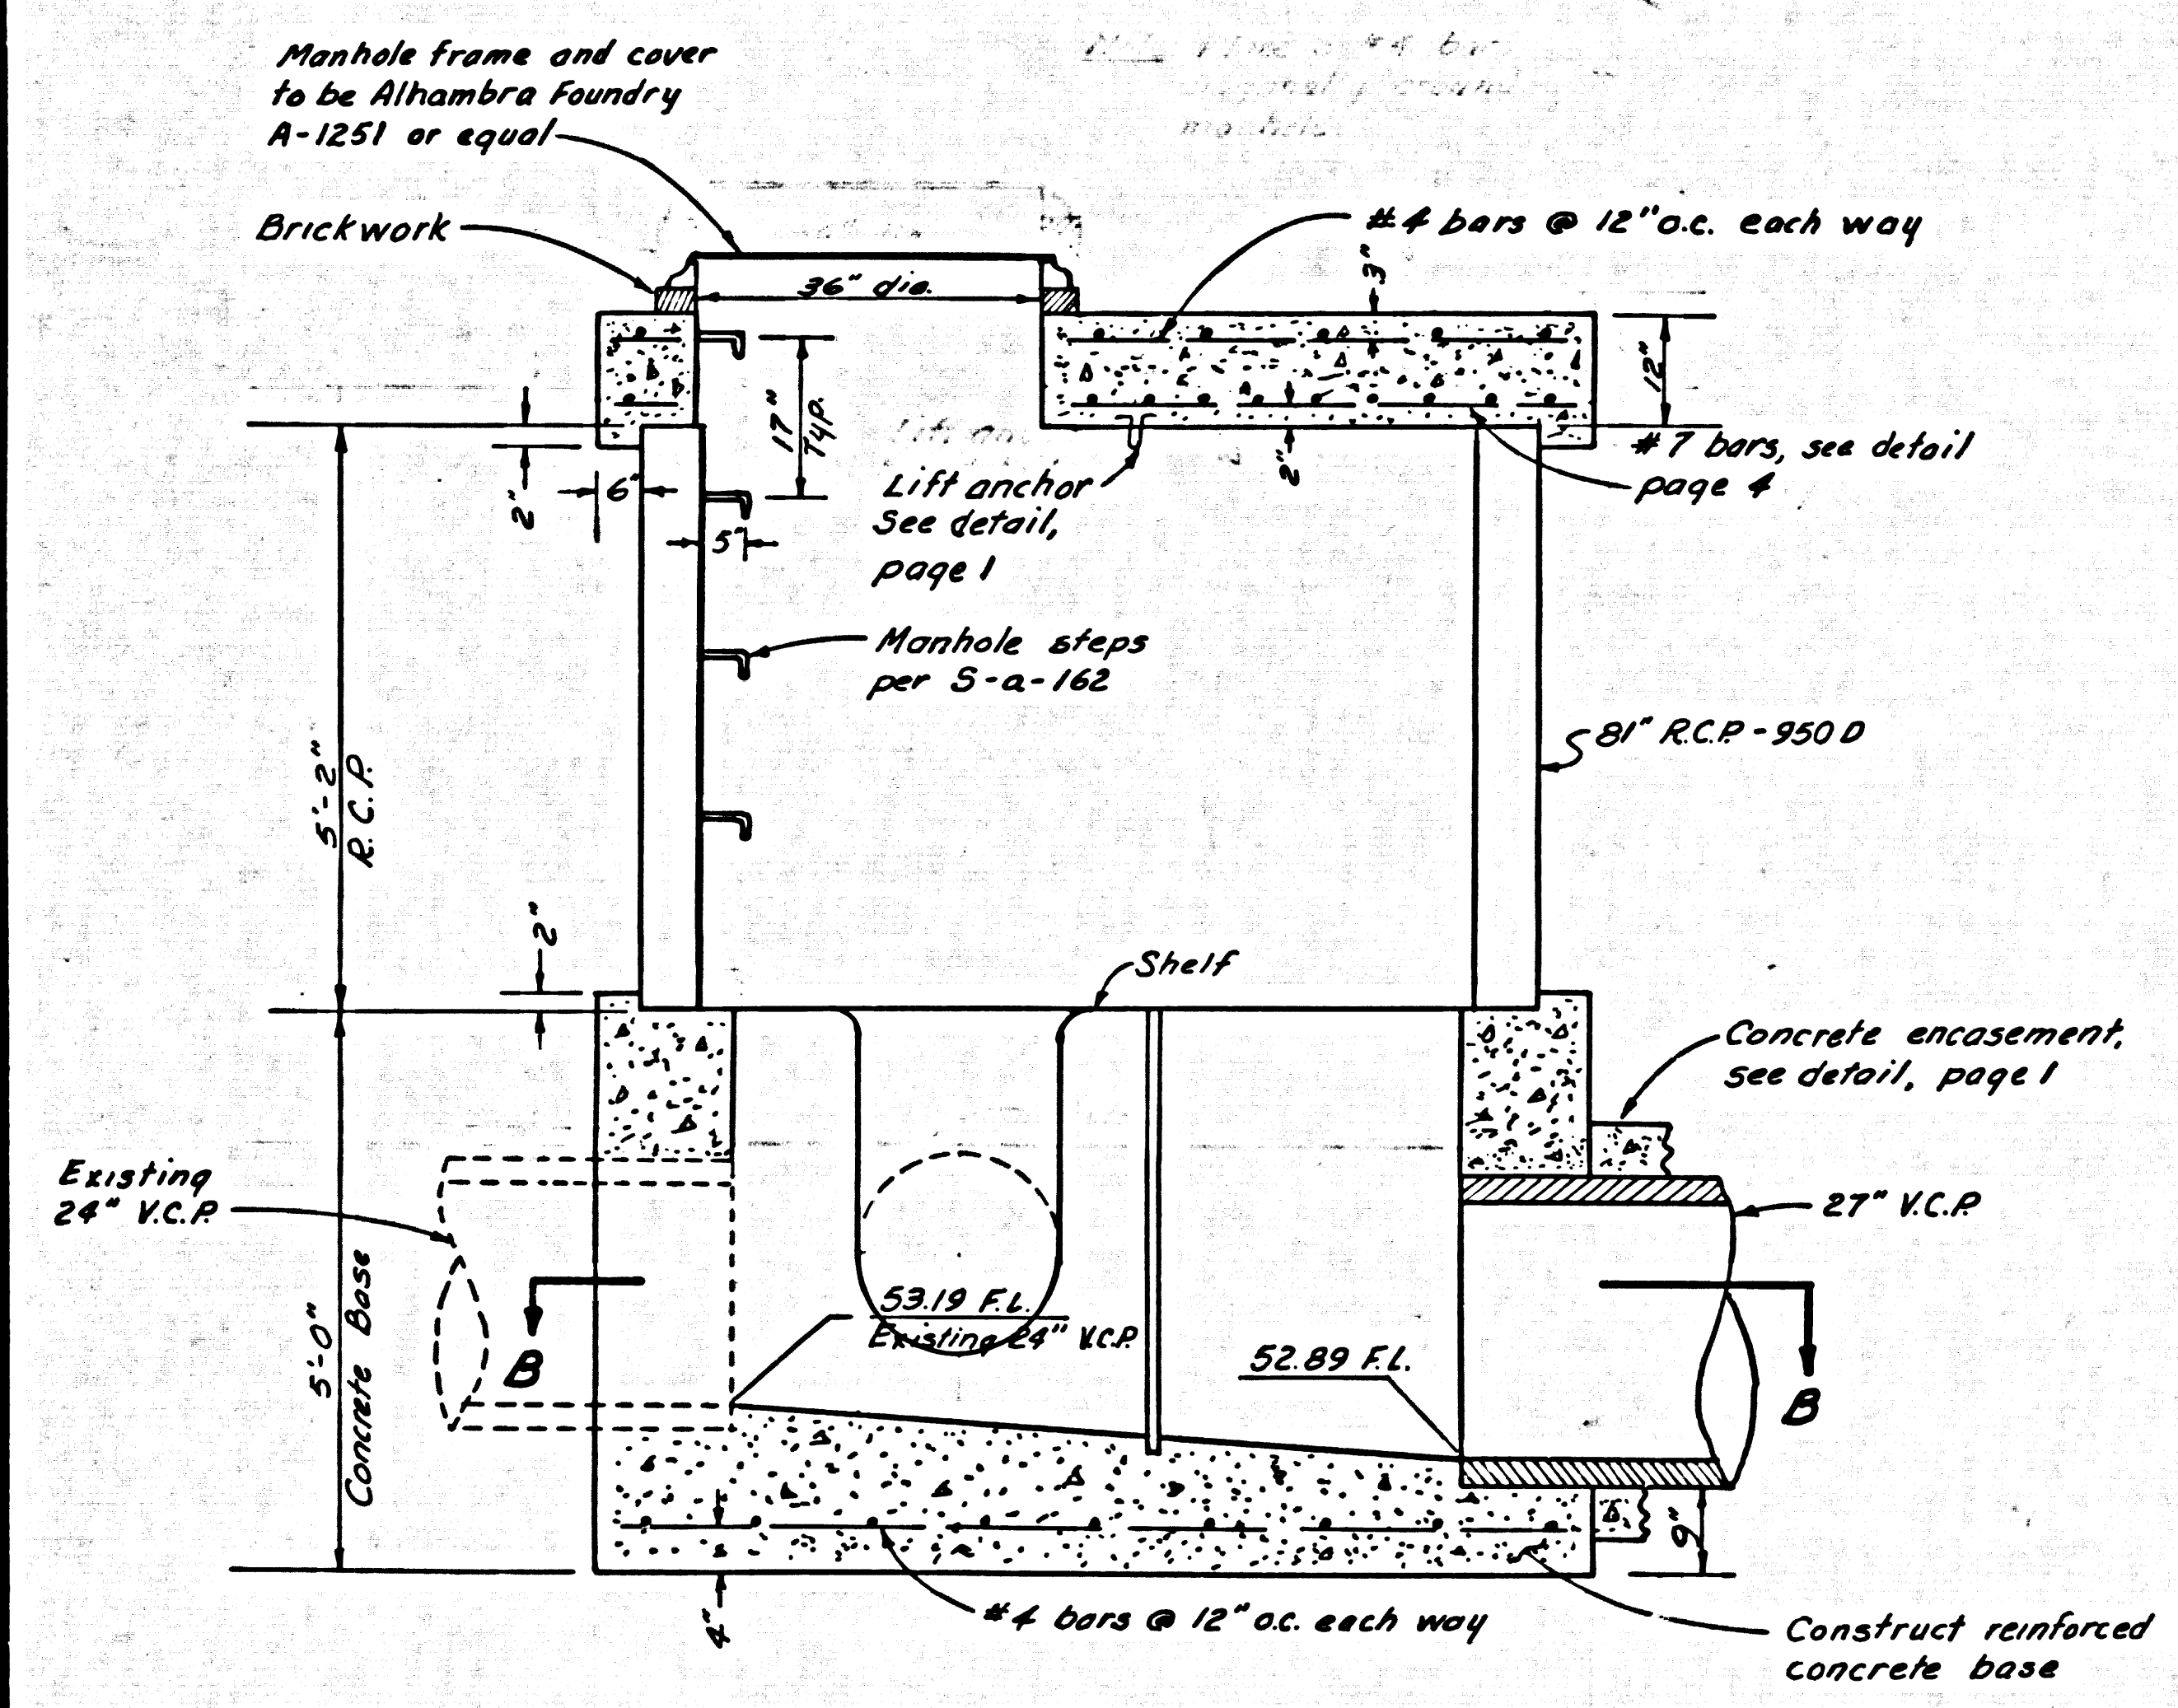 Manhole frame and cover
to be Alhambra Foundry
A-1251 or equal
Brickwork
36" dia.
#4 bars @ 12" o.c. each way
3"
12"
17"
Typ.
2"
6"
5"
Lift anchor
See detail,
page 1
2"
#7 bars, see detail
page 4
Manhole steps
per S-a-162
81" R.C.P. - 950 D
5'-2"
R.C.P.
2"
Shelf
Concrete encasement,
see detail, page 1
Existing
24" V.C.P.
27" V.C.P.
5'-0"
Concrete Base
B
53.19 F.L.
Existing 24" V.C.P.
52.89 F.L.
B
9"
4"
#4 bars @ 12" o.c. each way
Construct reinforced
concrete base